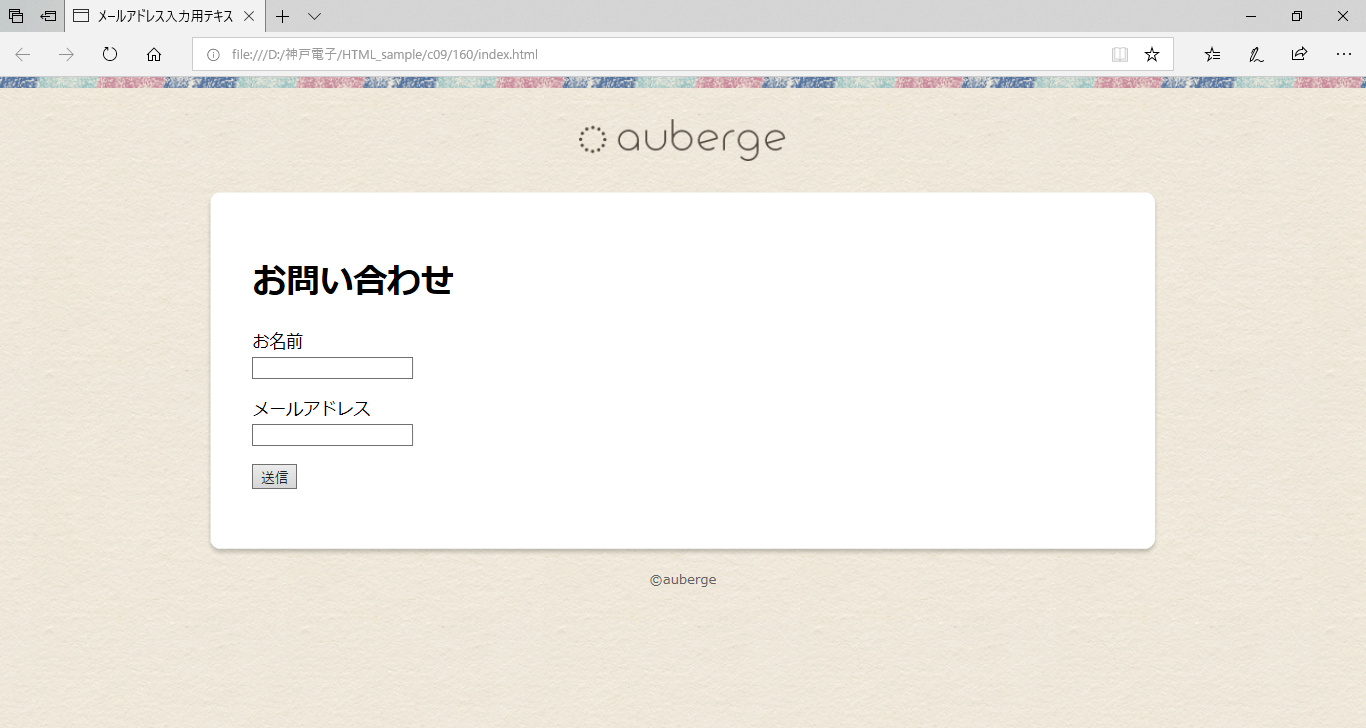 メールアドレス入力用テキス
file:///D:/神戸電子/HTML_sample/c09/160/index.html
auberge
お問い合わせ
お名前
メールアドレス
送信
©auberge